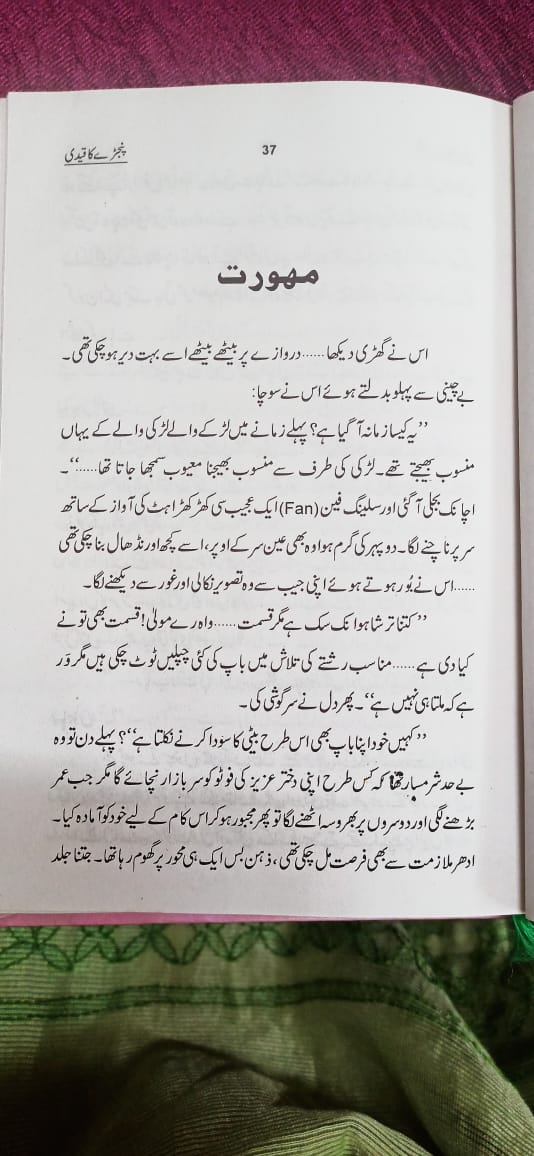 37
پنجڑے کا قیدی
مہورت
اس نے گھڑی دیکھا......دروازے پر بیٹھے بیٹھے اسے بہت دیر ہوچکی تھی۔
بے چینی سے پہلو بدلتے ہوئے اس نے سوچا:
’’یہ کیسا زمانہ آگیا ہے؟ پہلے زمانے میں لڑکے والے لڑکی والے کے یہاں
منسوب بھیجتے تھے۔ لڑکی کی طرف سے منسوب بھیجنا معیوب سمجھا جاتا تھا......‘‘۔
اچانک بجلی آگئی اور سلینگ فین (Fan) ایک عجیب سی کھڑکھڑاہٹ کی آواز کے ساتھ
سر پر ناچنے لگا۔ دوپہر کی گرم ہوا وہ بھی عین سر کے اوپر، اسے کچھ اور نڈھال بنا چکی تھی
......اس نے بُور ہوتے ہوئے اپنی جیب سے وہ تصویر نکالی اور غور سے دیکھنے لگا۔
’’کتنا ترشا ہوا نک سک ہے مگر قسمت......واہ رے مولیٰ! قسمت بھی تو نے
کیا دی ہے......مناسب رشتے کی تلاش میں باپ کی کئی چپلیں ٹوٹ چکی ہیں مگر وَر
ہے کہ ملتا ہی نہیں ہے‘‘۔ پھر دل نے سرگوشی کی۔
’’کہیں خود اپنا باپ بھی اس طرح بیٹی کا سَودا کرنے نکلتا ہے‘‘؟ پہلے دن تو وہ
بے حد شرمسار تھا کہ کس طرح اپنی دختر عزیز کی فوٹو کو سربازار نچائے گا مگر جب عمر
بڑھنے لگی اور دوسروں پر بھروسہ اٹھنے لگا تو پھر مجبور ہوکر اس کام کے لیے خود کو آمادہ کیا۔
ادھر ملازمت سے بھی فرصت مل چکی تھی، ذہن بس ایک ہی محور پر گھوم رہا تھا۔ جتنا جلد